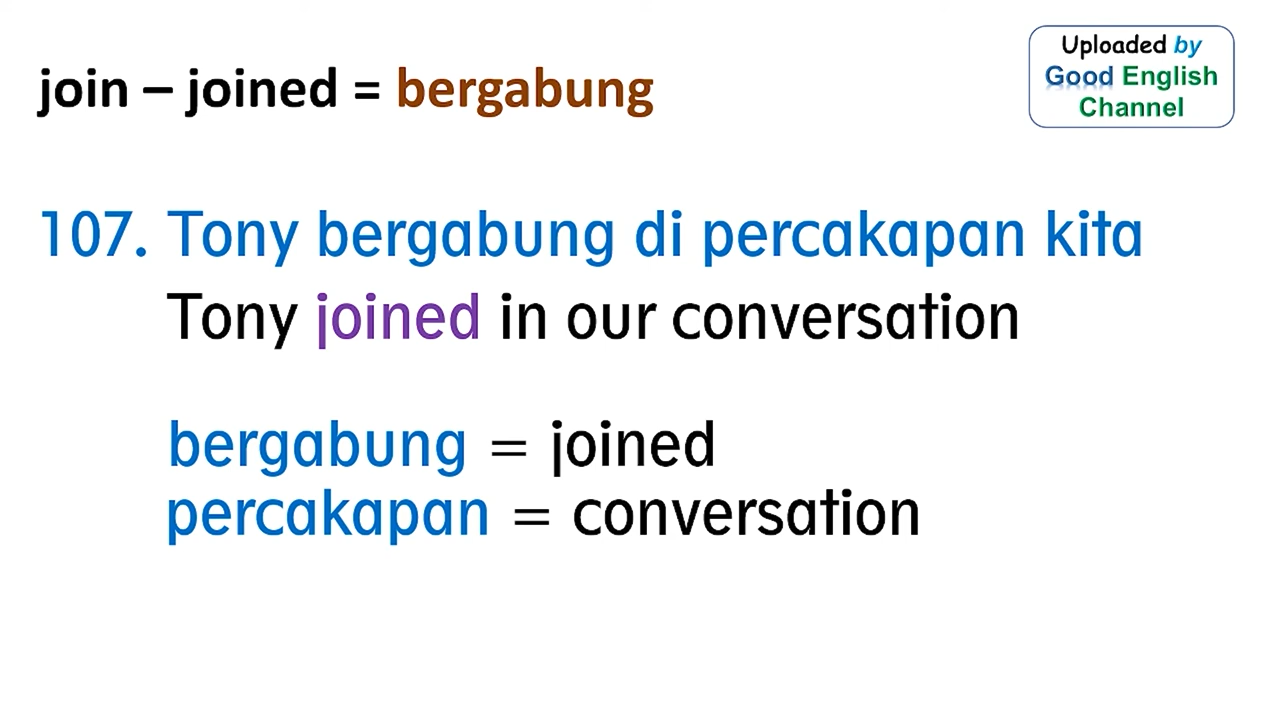 join – joined = bergabung
Uploaded by
Good English
Channel
107. Tony bergabung di percakapan kita
Tony joined in our conversation
bergabung = joined
percakapan = conversation